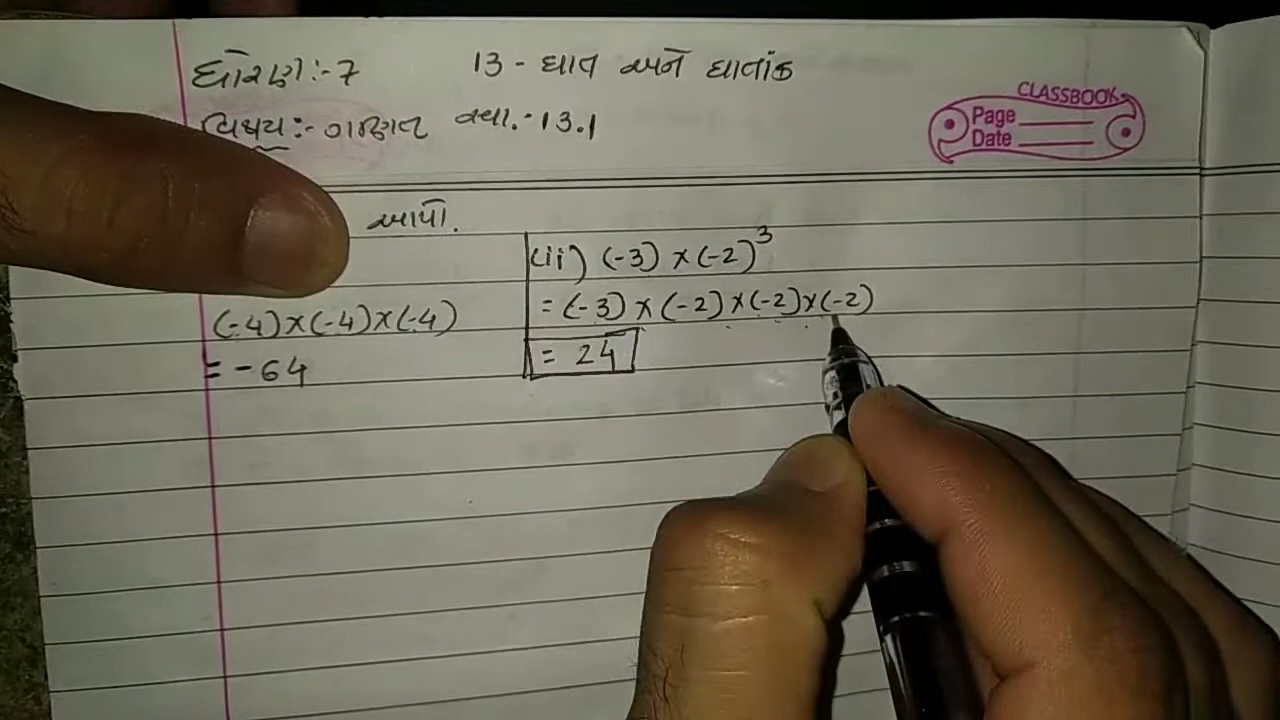 ધોરણ:-7
13 - ઘાત અને ઘાતાંક
વિષય:- ગણિત
સ્વા.-13.1
CLASSBOOK
Page
Date
આપો.
(-4)×(-4)×(-4)
= -64
(ii) (-3) ×(-2)³
= (-3) × (-2) ×(-2)×(-2)
= 24